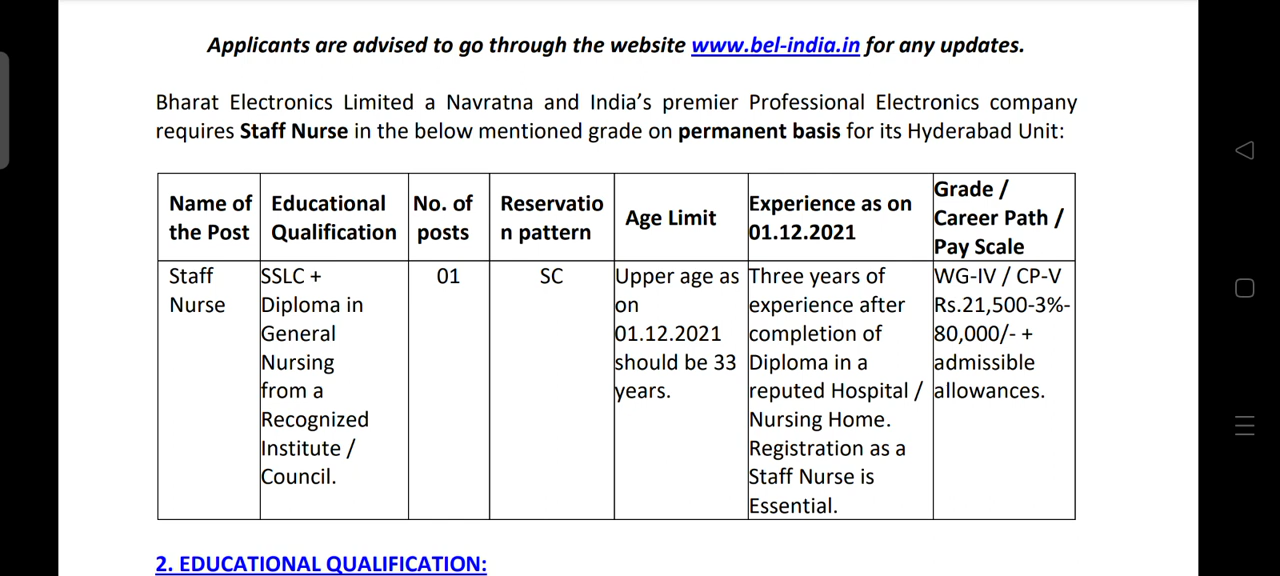 Applicants are advised to go through the website www.bel-india.in for any updates.
Bharat Electronics Limited a Navratna and India’s premier Professional Electronics company
requires Staff Nurse in the below mentioned grade on permanent basis for its Hyderabad Unit:
Name of
the Post
Educational
Qualification
No. of
posts
Reservatio
n pattern
Age Limit
Experience as on
01.12.2021
Grade /
Career Path /
Pay Scale
Staff
Nurse
SSLC +
Diploma in
General
Nursing
from a
Recognized
Institute /
Council.
01
SC
Upper age as
on
01.12.2021
should be 33
years.
Three years of
experience after
completion of
Diploma in a
reputed Hospital /
Nursing Home.
Registration as a
Staff Nurse is
Essential.
WG-IV / CP-V
Rs.21,500-3%-
80,000/- +
admissible
allowances.
2. EDUCATIONAL QUALIFICATION: